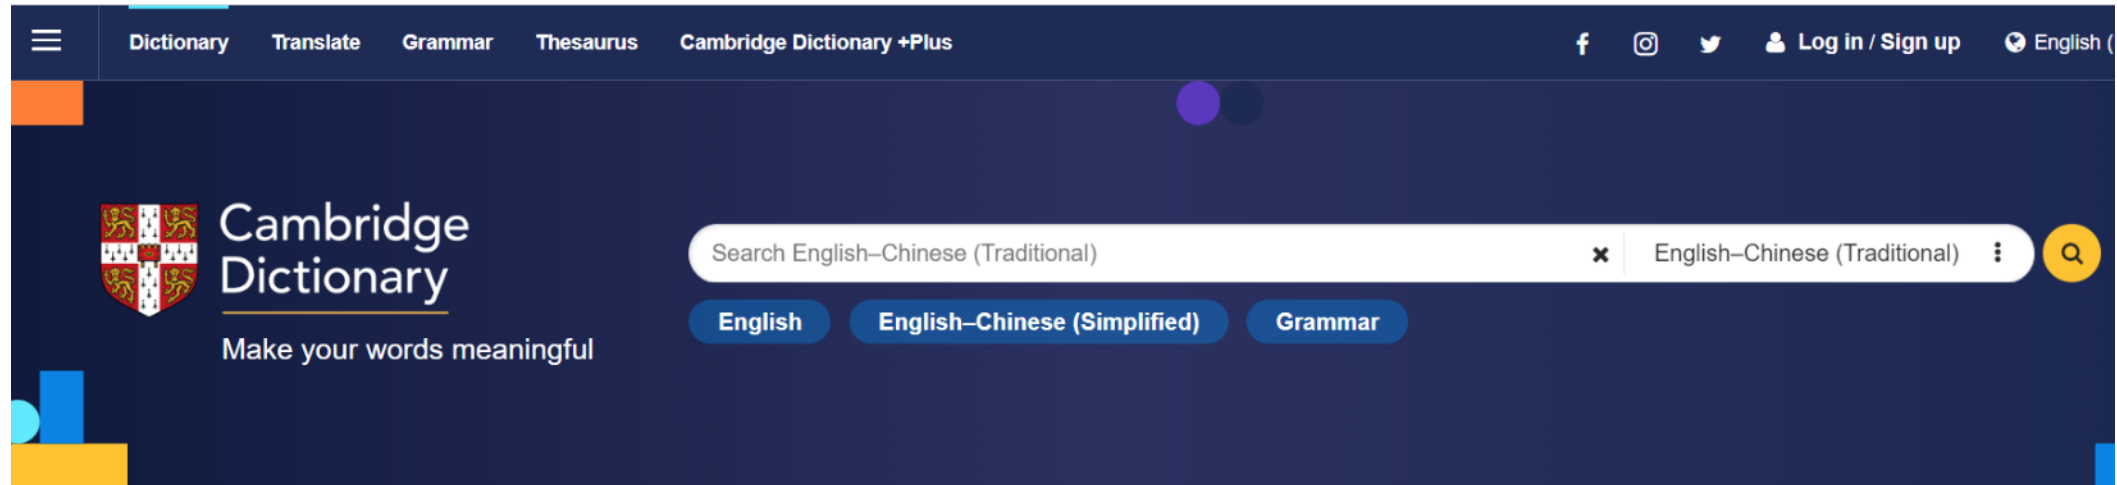 Dictionary Translate Grammar Thesaurus Cambridge Dictionary +Plus Log in / Sign up English (
Cambridge
Dictionary
Make your words meaningful
Search English–Chinese (Traditional) English–Chinese (Traditional)
English English–Chinese (Simplified) Grammar